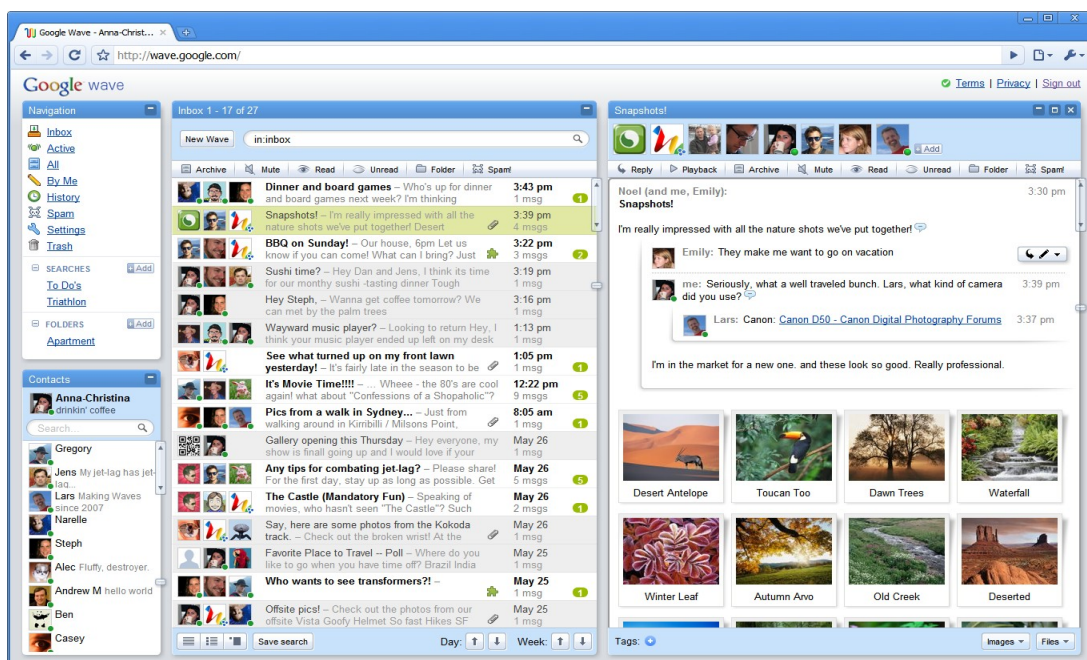 Google Wave - Anna-Christ...
http://wave.google.com/
Google wave
Terms | Privacy | Sign out
Navigation
Inbox
Active
All
By Me
History
Spam
Settings
Trash
SEARCHES
Add
To Do's
Triathlon
FOLDERS
Add
Apartment
Contacts
Anna-Christina
drinkin' coffee
Search...
Gregory
Jens My jet-lag has jet-
lag...
Lars Making Waves
since 2007
Narelle
Steph
Alec Fluffy, destroyer.
Andrew M hello world
Ben
Casey
Inbox 1 - 17 of 27
New Wave
in:inbox
Archive Mute Read Unread Folder Spam!
Dinner and board games – Who's up for dinner 3:43 pm
and board games next week? I'm thinking 1 msg 1
Snapshots! – I'm really impressed with all the 3:39 pm
nature shots we've put together! Desert 4 msgs
BBQ on Sunday! – Our house, 6pm Let us 3:22 pm
know if you can come! What can I bring? Just 3 msgs 2
Sushi time? – Hey Dan and Jens, I think its time 3:19 pm
for our monthy sushi -tasting dinner Tough 1 msg
Hey Steph, – Wanna get coffee tomorrow? We 3:16 pm
can met by the palm trees 1 msg
Wayward music player? – Looking to return Hey, I 1:13 pm
think your music player ended up left on my desk 1 msg
See what turned up on my front lawn 1:05 pm
yesterday! – It's fairly late in the season to be 1 msg 1
It's Movie Time!!!! – ... Wheee - the 80's are cool 12:22 pm
again! what about "Confessions of a Shopaholic"? 9 msgs 5
Pics from a walk in Sydney... – Just from 8:05 am
walking around in Kirribilli / Milsons Point, 1 msg 1
Gallery opening this Thursday – Hey everyone, my May 26
show is finall going up and I would love if your 1 msg
Any tips for combating jet-lag? – Please share! May 26
For the first day, stay up as long as possible. Get 5 msgs 5
The Castle (Mandatory Fun) – Speaking of May 26
movies, who hasn't seen "The Castle"? Such 2 msgs 1
Say, here are some photos from the Kokoda May 26
track. – Check out the broken wrist! At the 1 msg
Favorite Place to Travel -- Poll – Where do you May 25
like to go when you have time off? Brazil India 1 msg
Who wants to see transformers?! – May 25
1 msg 1
Offsite pics! – Check out the photos from our May 25
offsite Vista Goofy Helmet So fast Hikes SF 1 msg
Save search
Day:
Week:
Snapshots!
Add
Reply Playback Archive Mute Read Unread Folder Spam!
Noel (and me, Emily): 3:30 pm
Snapshots!
I'm really impressed with all the nature shots we've put together!
Emily: They make me want to go on vacation
me: Seriously, what a well traveled bunch. Lars, what kind of camera 3:39 pm
did you use?
Lars: Canon: Canon D50 - Canon Digital Photography Forums 3:37 pm
I'm in the market for a new one. and these look so good. Really professional.
Desert Antelope
Toucan Too
Dawn Trees
Waterfall
Winter Leaf
Autumn Arvo
Old Creek
Deserted
Tags:
Images
Files